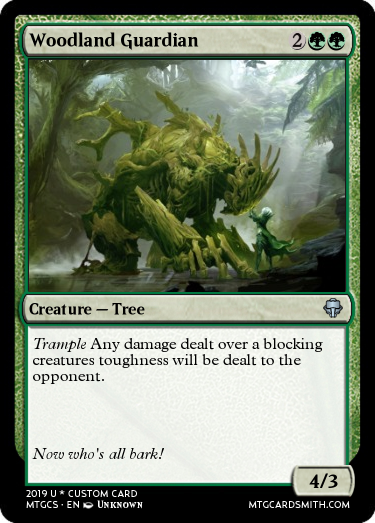 Woodland Guardian 2
Creature — Tree
Trample Any damage dealt over a blocking
creatures toughness will be dealt to the
opponent.
Now who's all bark!
4/3
2019 U * CUSTOM CARD
MTGCS • EN Unknown
MTGCARDSMITH.COM